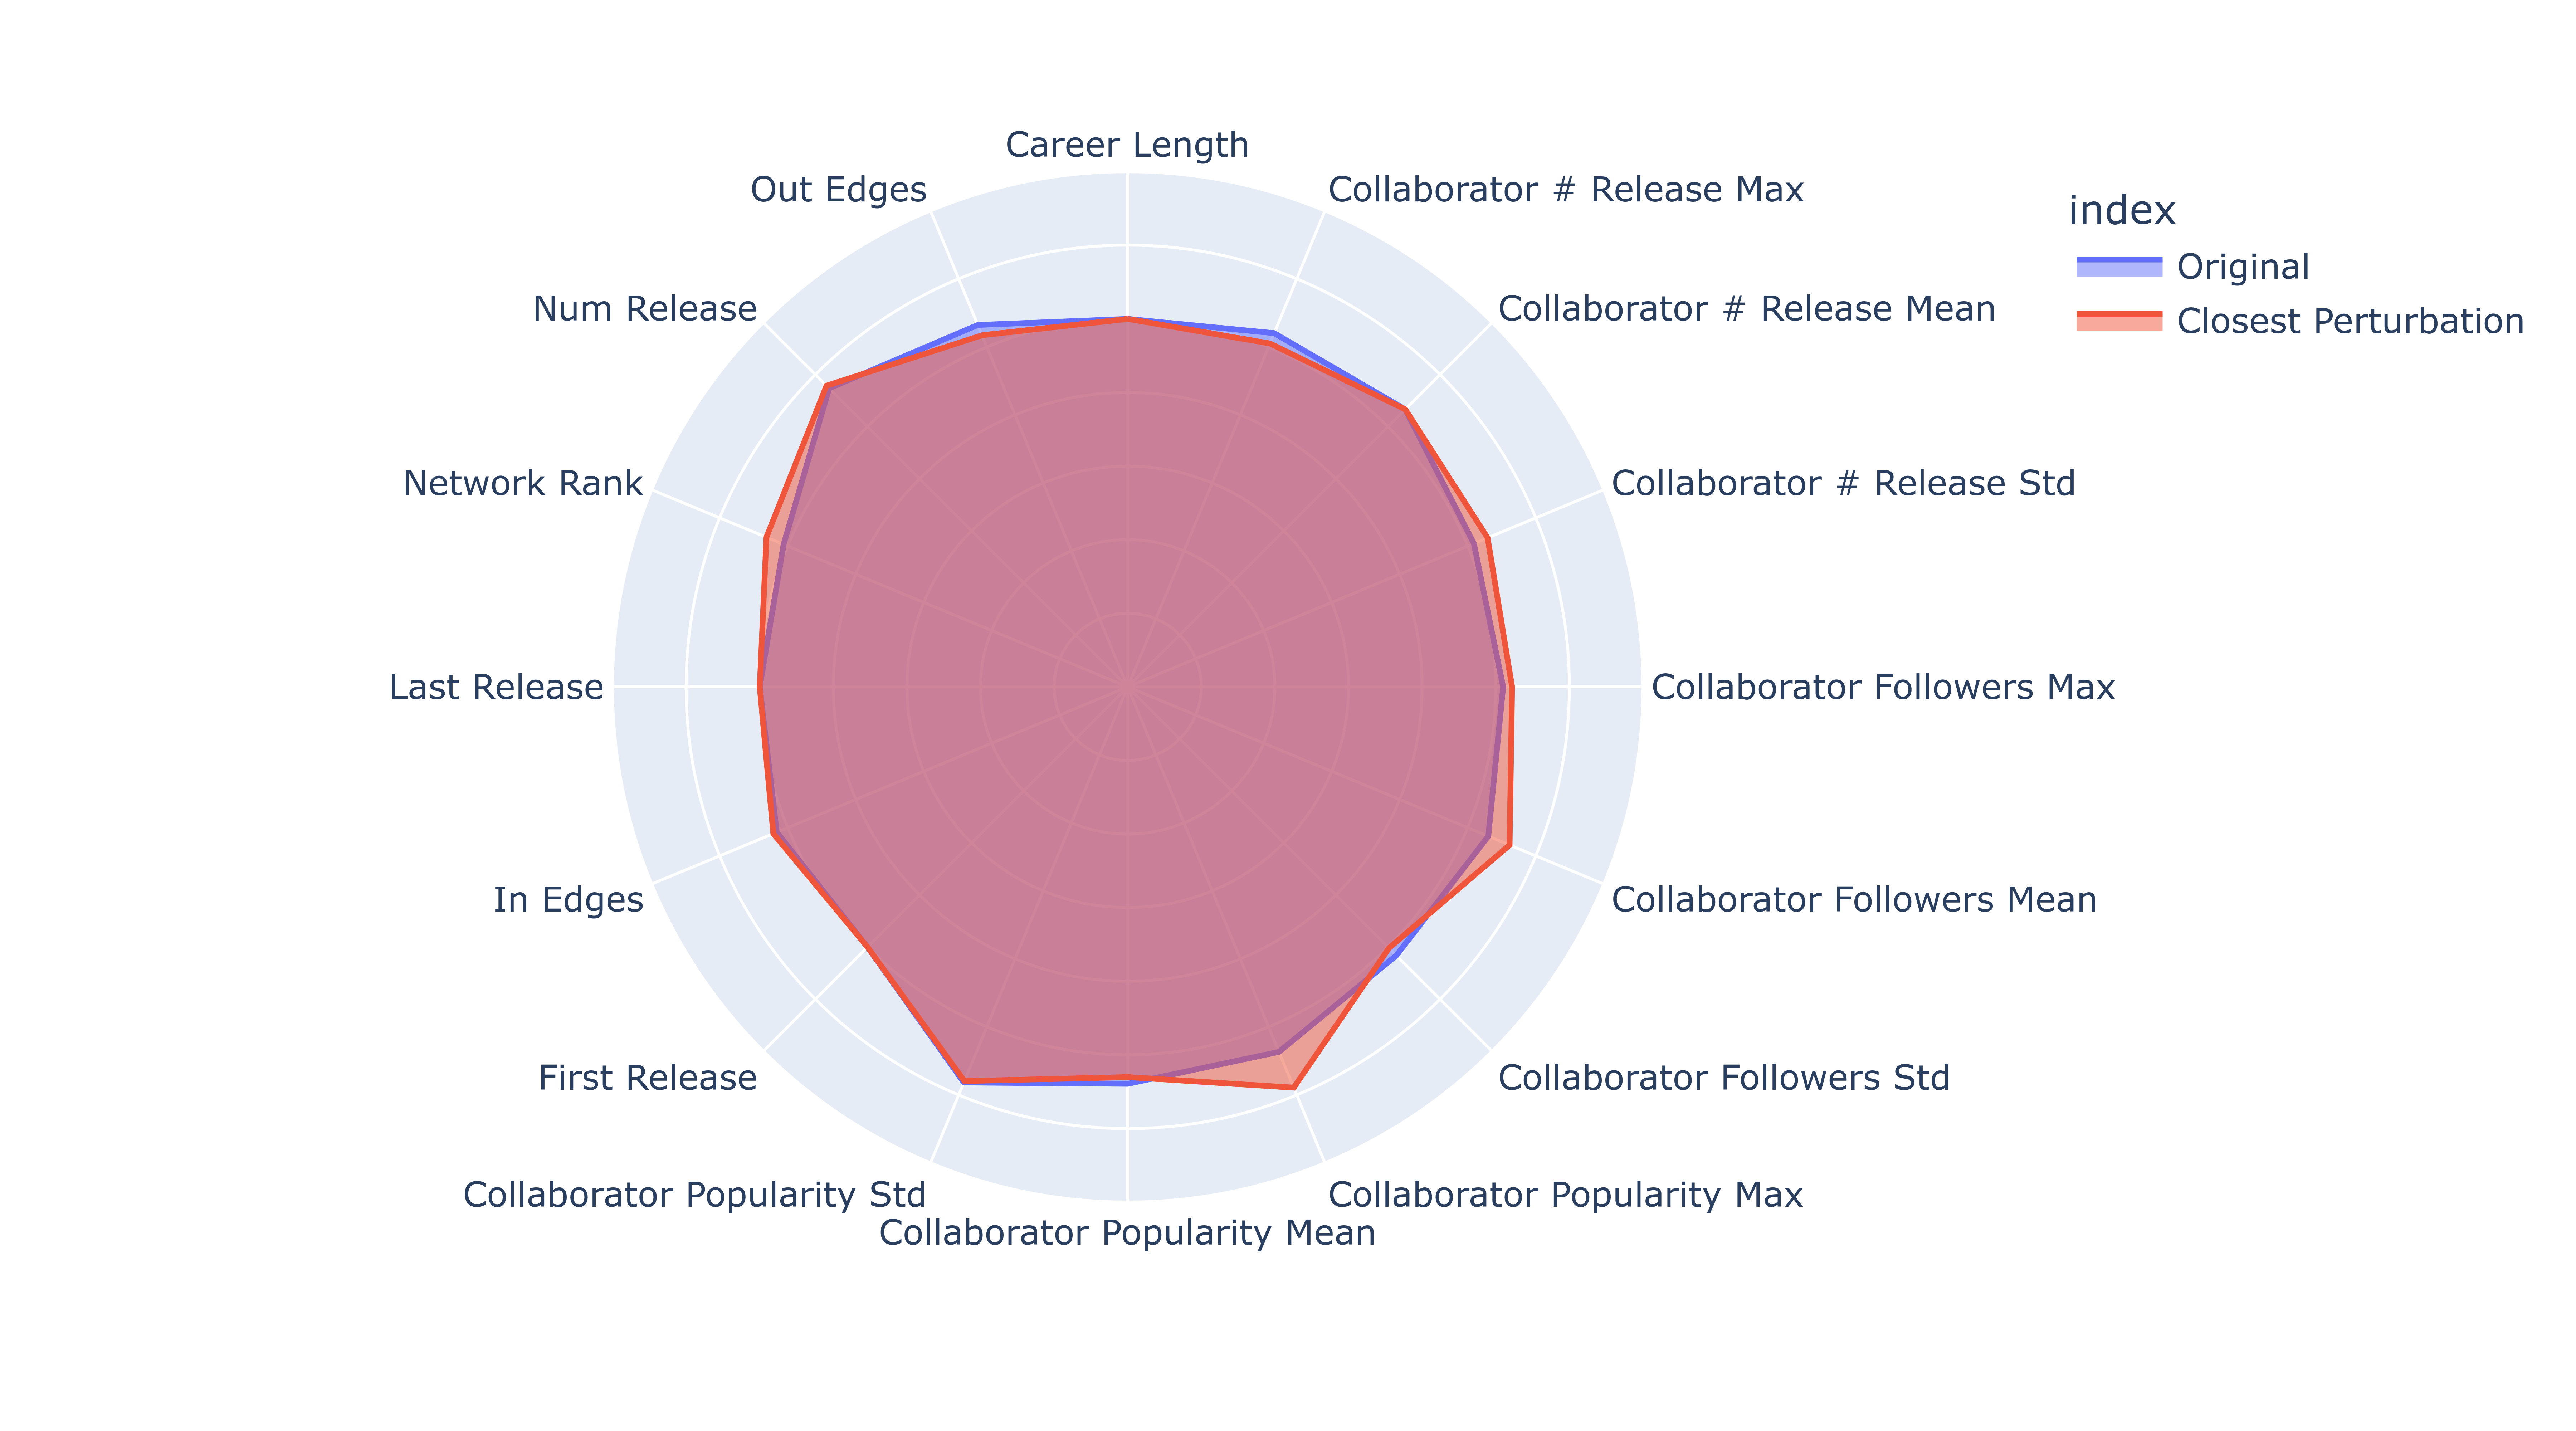 Career Length
Out Edges
Collaborator # Release Max
index
Original
Closest Perturbation
Num Release
Collaborator # Release Mean
Network Rank
Collaborator # Release Std
Last Release
Collaborator Followers Max
In Edges
Collaborator Followers Mean
First Release
Collaborator Followers Std
Collaborator Popularity Std
Collaborator Popularity Max
Collaborator Popularity Mean